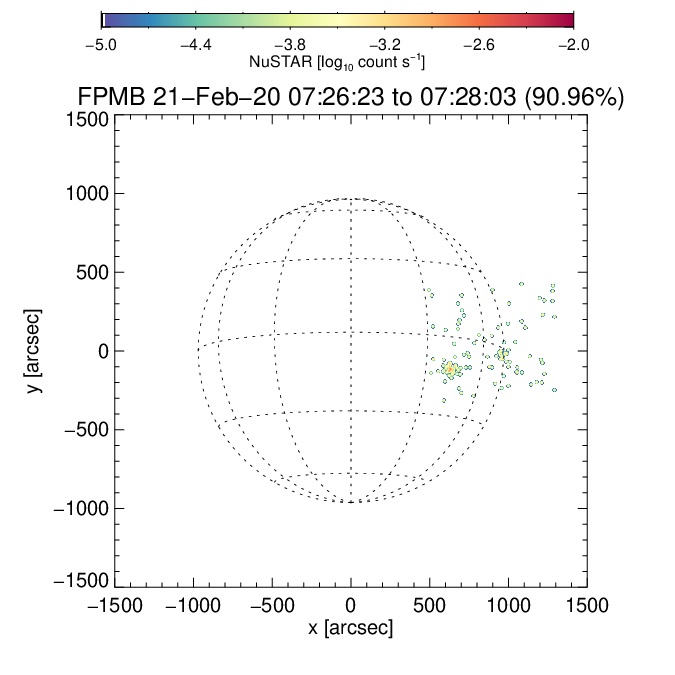 −5.0 −4.4 −3.8 −3.2 −2.6 −2.0
NuSTAR [log₁₀ count s⁻¹]
FPMB 21−Feb−20 07:26:23 to 07:28:03 (90.96%)
1500
1000
500
0
−500
−1000
−1500
y [arcsec]
−1500 −1000 −500 0 500 1000 1500
x [arcsec]